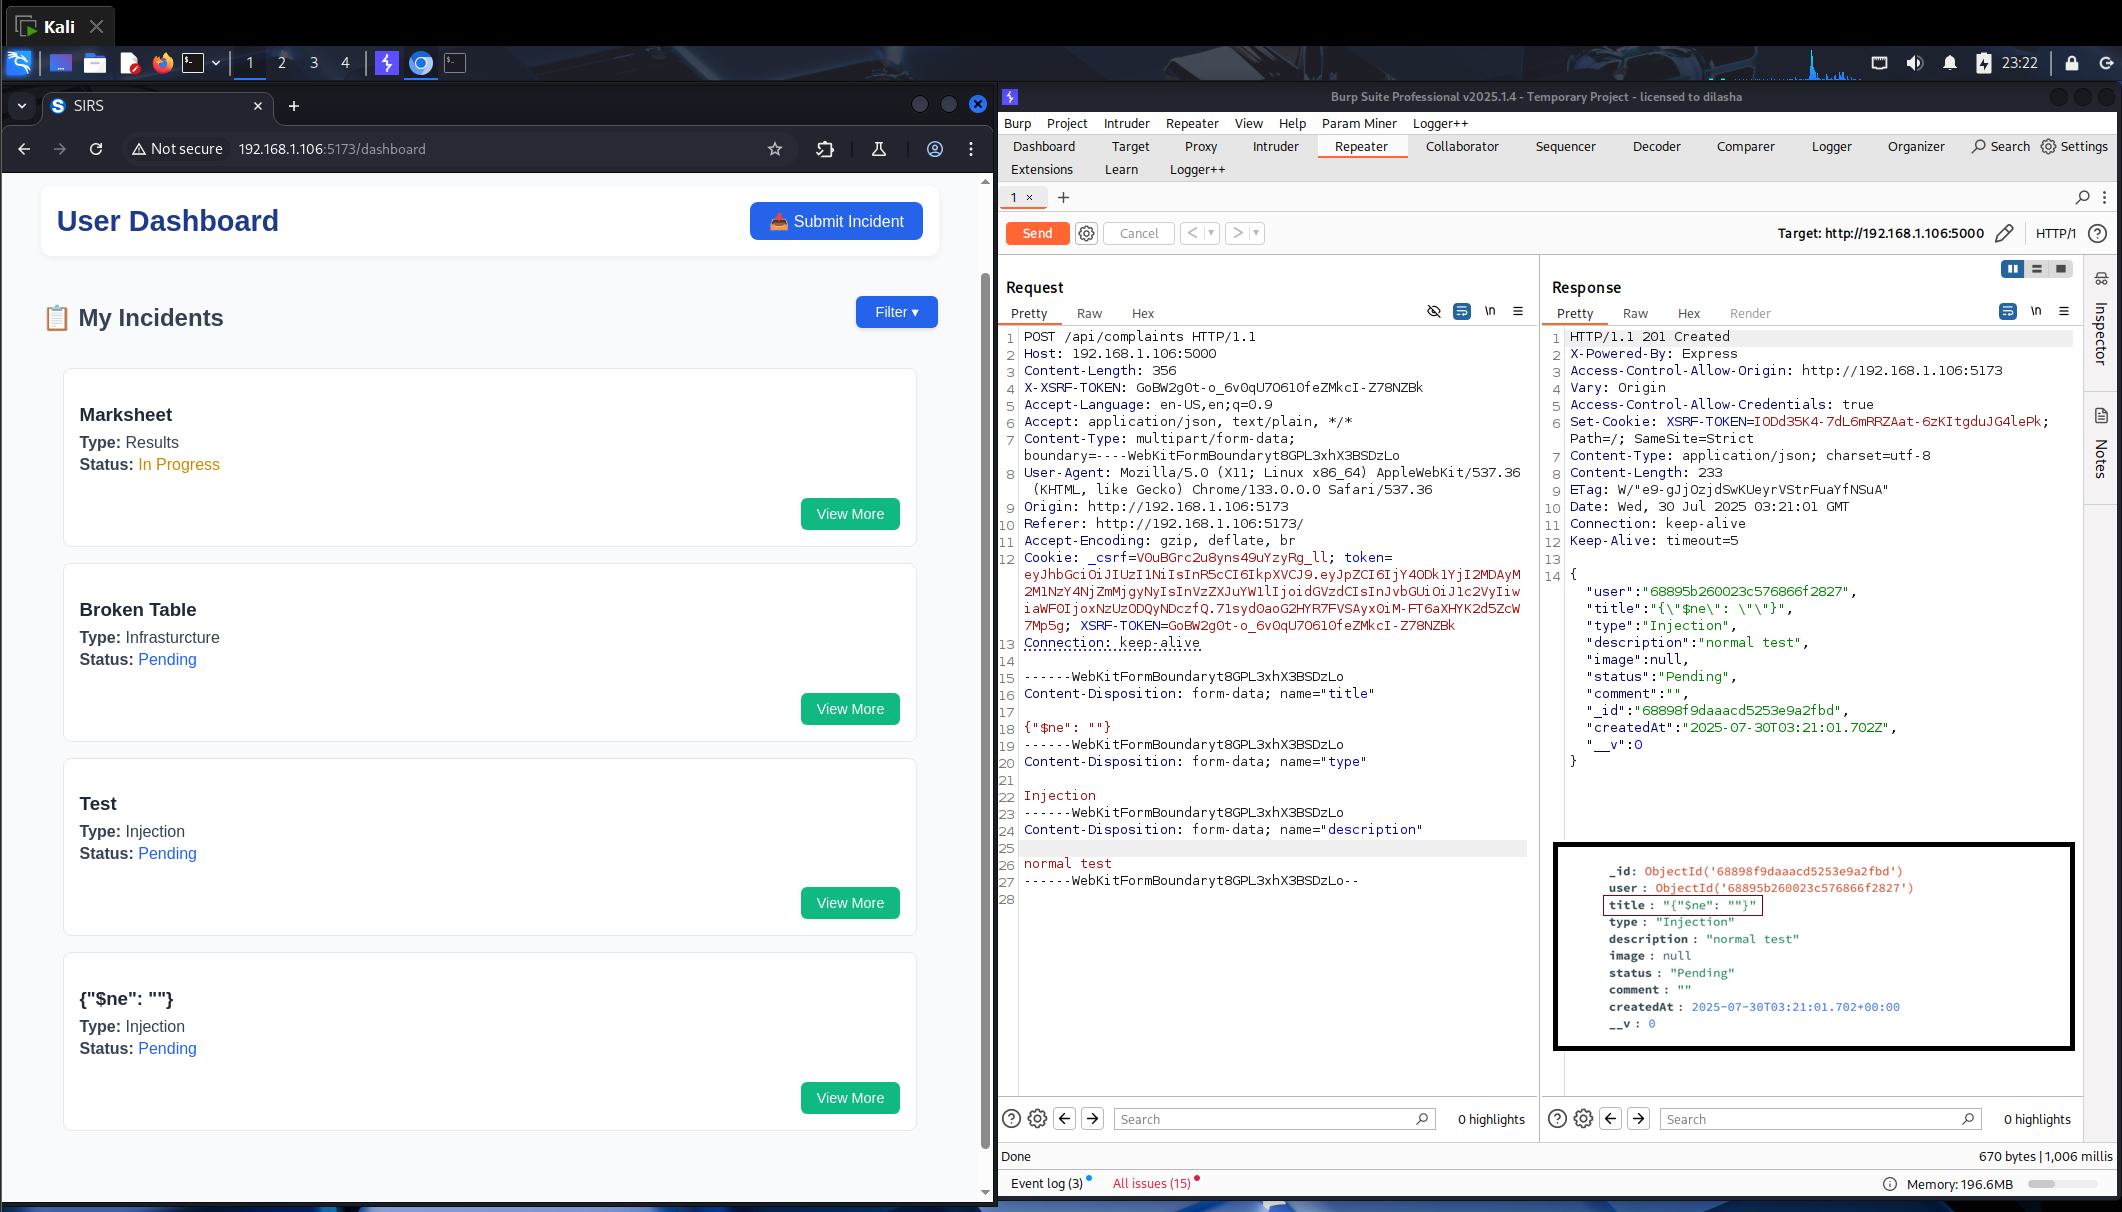 Kali
1 2 3 4
23:22
SIRS
Not secure 192.168.1.106:5173/dashboard
User Dashboard
Submit Incident
My Incidents
Filter ▾
Marksheet
Type: Results
Status: In Progress
View More
Broken Table
Type: Infrasturcture
Status: Pending
View More
Test
Type: Injection
Status: Pending
View More
{"$ne": ""}
Type: Injection
Status: Pending
View More
Burp Suite Professional v2025.1.4 - Temporary Project - licensed to dilasha
Burp Project Intruder Repeater View Help Param Miner Logger++
Dashboard Target Proxy Intruder Repeater Collaborator Sequencer Decoder Comparer Logger Organizer Search Settings
Extensions Learn Logger++
1 × +
Send Cancel Target: http://192.168.1.106:5000 HTTP/1
Request
Pretty Raw Hex \n
1 POST /api/complaints HTTP/1.1
2 Host: 192.168.1.106:5000
3 Content-Length: 356
4 X-XSRF-TOKEN: GoBW2g0t-o_6v0qU70610feZMkcI-Z78NZBk
5 Accept-Language: en-US,en;q=0.9
6 Accept: application/json, text/plain, */*
7 Content-Type: multipart/form-data;
boundary=----WebKitFormBoundaryt8GPL3xhX3BSDzLo
8 User-Agent: Mozilla/5.0 (X11; Linux x86_64) AppleWebKit/537.36
(KHTML, like Gecko) Chrome/133.0.0.0 Safari/537.36
9 Origin: http://192.168.1.106:5173
10 Referer: http://192.168.1.106:5173/
11 Accept-Encoding: gzip, deflate, br
12 Cookie: _csrf=V0uBGrc2u8yns49uYzyRg_ll; token=
eyJhbGciOiJIUzI1NiIsInR5cCI6IkpXVCJ9.eyJpZCI6IjY4ODk1YjI2MDAyM
2M1NzY4NjZmMjgyNyIsInVzZXJuYW1lIjoidGVzdCIsInJvbGUiOiJ1c2VyIiw
iaWF0IjoxNzUzODQyNDczfQ.71syd0aoG2HYR7FVSAyx0iM-FT6aXHYK2d5ZcW
7Mp5g; XSRF-TOKEN=GoBW2g0t-o_6v0qU70610feZMkcI-Z78NZBk
13 Connection: keep-alive
14
15 ------WebKitFormBoundaryt8GPL3xhX3BSDzLo
16 Content-Disposition: form-data; name="title"
17
18 {"$ne": ""}
19 ------WebKitFormBoundaryt8GPL3xhX3BSDzLo
20 Content-Disposition: form-data; name="type"
21
22 Injection
23 ------WebKitFormBoundaryt8GPL3xhX3BSDzLo
24 Content-Disposition: form-data; name="description"
25
26 normal test
27 ------WebKitFormBoundaryt8GPL3xhX3BSDzLo--
28
Search 0 highlights
Response
Pretty Raw Hex Render \n
1 HTTP/1.1 201 Created
2 X-Powered-By: Express
3 Access-Control-Allow-Origin: http://192.168.1.106:5173
4 Vary: Origin
5 Access-Control-Allow-Credentials: true
6 Set-Cookie: XSRF-TOKEN=IODd35K4-7dL6mRRZAat-6zKItgduJG4lePk;
Path=/; SameSite=Strict
7 Content-Type: application/json; charset=utf-8
8 Content-Length: 233
9 ETag: W/"e9-gJjOzjdSwKUeyrVStrFuaYfNSuA"
10 Date: Wed, 30 Jul 2025 03:21:01 GMT
11 Connection: keep-alive
12 Keep-Alive: timeout=5
13
14 {
"user":"68895b260023c576866f2827",
"title":"{\"$ne\": \"\"}",
"type":"Injection",
"description":"normal test",
"image":null,
"status":"Pending",
"comment":"",
"_id":"68898f9daaacd5253e9a2fbd",
"createdAt":"2025-07-30T03:21:01.702Z",
"__v":0
}
_id: ObjectId('68898f9daaacd5253e9a2fbd')
user : ObjectId('68895b260023c576866f2827')
title : "{"$ne": ""}"
type : "Injection"
description : "normal test"
image : null
status : "Pending"
comment : ""
createdAt : 2025-07-30T03:21:01.702+00:00
__v : 0
Search 0 highlights
Inspector
Notes
Done
670 bytes | 1,006 millis
Event log (3) All issues (15)
Memory: 196.6MB